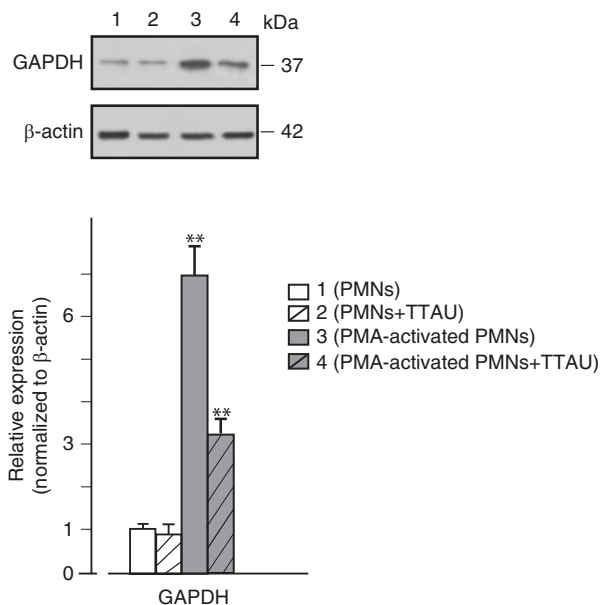 1 2 3 4 kDa
GAPDH – 37
β-actin – 42
** 
**
Relative expression
(normalized to β-actin)
6
3
1
0
GAPDH
1 (PMNs)
2 (PMNs+TTAU)
3 (PMA-activated PMNs)
4 (PMA-activated PMNs+TTAU)